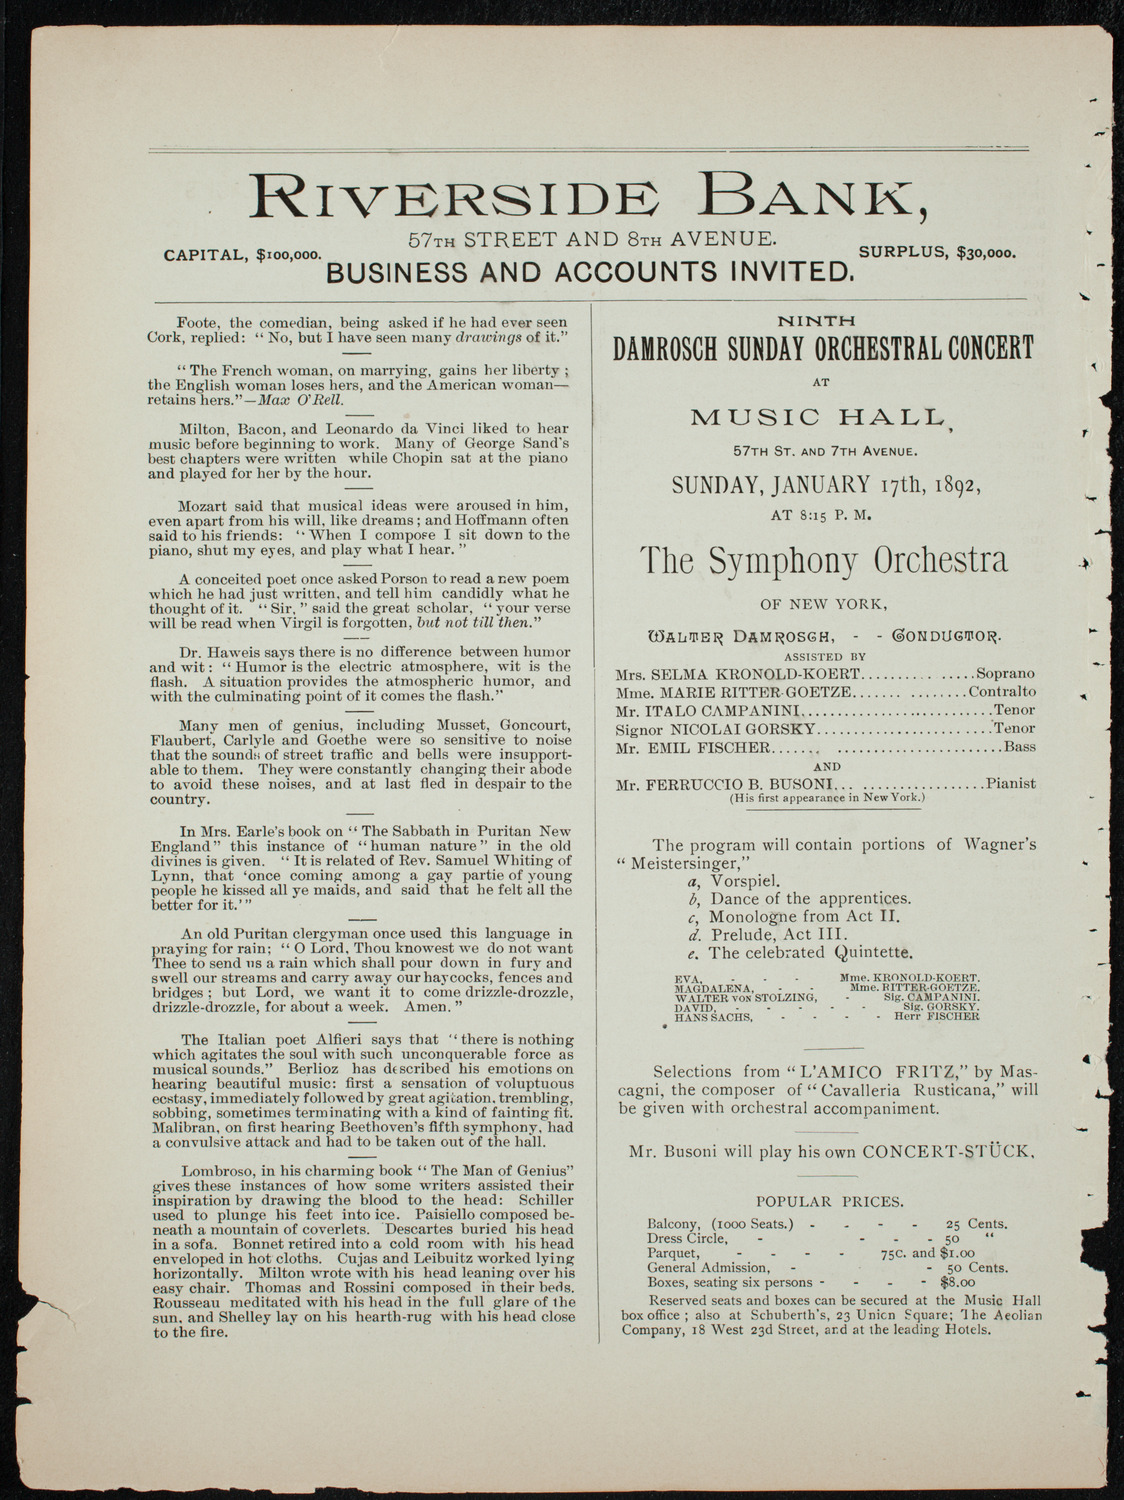 RIVERSIDE BANK,
57TH STREET AND 8TH AVENUE.
CAPITAL, $100,000.
SURPLUS, $30,000.
BUSINESS AND ACCOUNTS INVITED.
Foote, the comedian, being asked if he had ever seen
Cork, replied: “ No, but I have seen many drawings of it.”
“ The French woman, on marrying, gains her liberty ;
the English woman loses hers, and the American woman—
retains hers.”—Max O'Rell.
Milton, Bacon, and Leonardo da Vinci liked to hear
music before beginning to work. Many of George Sand's
best chapters were written while Chopin sat at the piano
and played for her by the hour.
Mozart said that musical ideas were aroused in him,
even apart from his will, like dreams ; and Hoffmann often
said to his friends: “ When I compose I sit down to the
piano, shut my eyes, and play what I hear. ”
A conceited poet once asked Porson to read a new poem
which he had just written, and tell him candidly what he
thought of it. “ Sir, ” said the great scholar, “ your verse
will be read when Virgil is forgotten, but not till then.”
Dr. Haweis says there is no difference between humor
and wit : “ Humor is the electric atmosphere, wit is the
flash. A situation provides the atmospheric humor, and
with the culminating point of it comes the flash.”
Many men of genius, including Musset, Goncourt,
Flaubert, Carlyle and Goethe were so sensitive to noise
that the sounds of street traffic and bells were insupport-
able to them. They were constantly changing their abode
to avoid these noises, and at last fled in despair to the
country.
In Mrs. Earle's book on “ The Sabbath in Puritan New
England” this instance of “ human nature ” in the old
divines is given. “ It is related of Rev. Samuel Whiting of
Lynn, that ‘once coming among a gay partie of young
people he kissed all ye maids, and said that he felt all the
better for it.’”
An old Puritan clergyman once used this language in
praying for rain; “ O Lord, Thou knowest we do not want
Thee to send us a rain which shall pour down in fury and
swell our streams and carry away our haycocks, fences and
bridges ; but Lord, we want it to come drizzle-drozzle,
drizzle-drozzle, for about a week. Amen. ”
The Italian poet Alfieri says that “ there is nothing
which agitates the soul with such unconquerable force as
musical sounds.” Berlioz has described his emotions on
hearing beautiful music: first a sensation of voluptuous
ecstasy, immediately followed by great agitation, trembling,
sobbing, sometimes terminating with a kind of fainting fit.
Malibran, on first hearing Beethoven's fifth symphony, had
a convulsive attack and had to be taken out of the hall.
Lombroso, in his charming book “ The Man of Genius”
gives these instances of how some writers assisted their
inspiration by drawing the blood to the head: Schiller
used to plunge his feet into ice. Paisiello composed be-
neath a mountain of coverlets. Descartes buried his head
in a sofa. Bonnet retired into a cold room with his head
enveloped in hot cloths. Cujas and Leibuitz worked lying
horizontally. Milton wrote with his head leaning over his
easy chair. Thomas and Rossini composed in their beds.
Rousseau meditated with his head in the full glare of the
sun, and Shelley lay on his hearth-rug with his head close
to the fire.
NINTH
DAMROSCH SUNDAY ORCHESTRAL CONCERT
AT
MUSIC HALL,
57TH ST. AND 7TH AVENUE.
SUNDAY, JANUARY 17th, 1892,
AT 8:15 P. M.
The Symphony Orchestra
OF NEW YORK,
WALTER DAMROSCH, - - CONDUCTOR.
ASSISTED BY
Mrs. SELMA KRONOLD-KOERT.......... .....Soprano
Mme. MARIE RITTER-GOETZE....... ........Contralto
Mr. ITALO CAMPANINI...........................Tenor
Signor NICOLAI GORSKY.........................Tenor
Mr. EMIL FISCHER....... ........................Bass
AND
Mr. FERRUCCIO B. BUSONI... .................Pianist
(His first appearance in New York.)
The program will contain portions of Wagner's
“ Meistersinger,”
a, Vorspiel.
b, Dance of the apprentices.
c, Monologne from Act II.
d. Prelude, Act III.
e. The celebrated Quintette.
EVA, - - - Mme. KRONOLD-KOERT.
MAGDALENA, - - Mme. RITTER-GOETZE.
WALTER VON STOLZING, - Sig. CAMPANINI.
DAVID, - - - - - Sig. GORSKY.
HANS SACHS, - - - - Herr FISCHER
Selections from “ L'AMICO FRITZ,” by Mas-
cagni, the composer of “ Cavalleria Rusticana,” will
be given with orchestral accompaniment.
Mr. Busoni will play his own CONCERT-STÜCK.
POPULAR PRICES.
Balcony, (1000 Seats.) - - - - 25 Cents.
Dress Circle, - - - - 50 “
Parquet, - - - - 75c. and $1.00
General Admission, - - 50 Cents.
Boxes, seating six persons - - - - $8.00
Reserved seats and boxes can be secured at the Music Hall
box office ; also at Schuberth's, 23 Union Square; The Aeolian
Company, 18 West 23d Street, and at the leading Hotels.